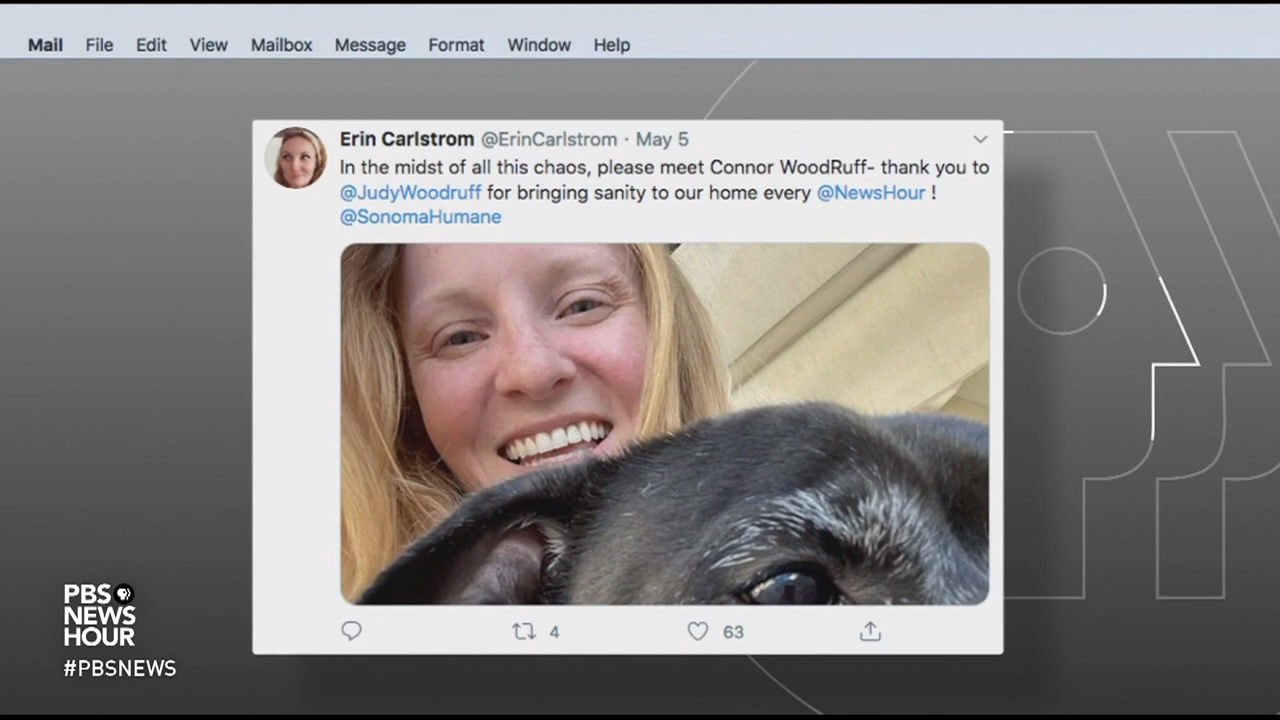 Mail File Edit View Mailbox Message Format Window Help
Erin Carlstrom @ErinCarlstrom · May 5
In the midst of all this chaos, please meet Connor WoodRuff- thank you to
@JudyWoodruff for bringing sanity to our home every @NewsHour !
@SonomaHumane
4 63
PBS
NEWS
HOUR
#PBSNEWS